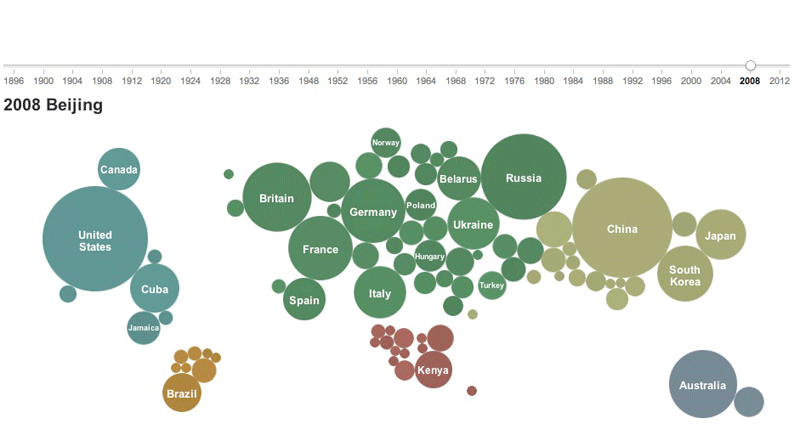 1896 1900 1904 1908 1912 1914 1920 1924 1928 1932 1936 1948 1952 1956 1960 1964 1968 1972 1976 1980 1984 1988 1992 1996 2000 2004 2008 2012
2008 Beijing
Norway
Canada
Belarus
Russia
Britain
Poland
Germany
Ukraine
China
United
States
Japan
France
Hungary
South
Korea
Cuba
Turkey
Italy
Spain
Jamaica
Kenya
Australia
Brazil